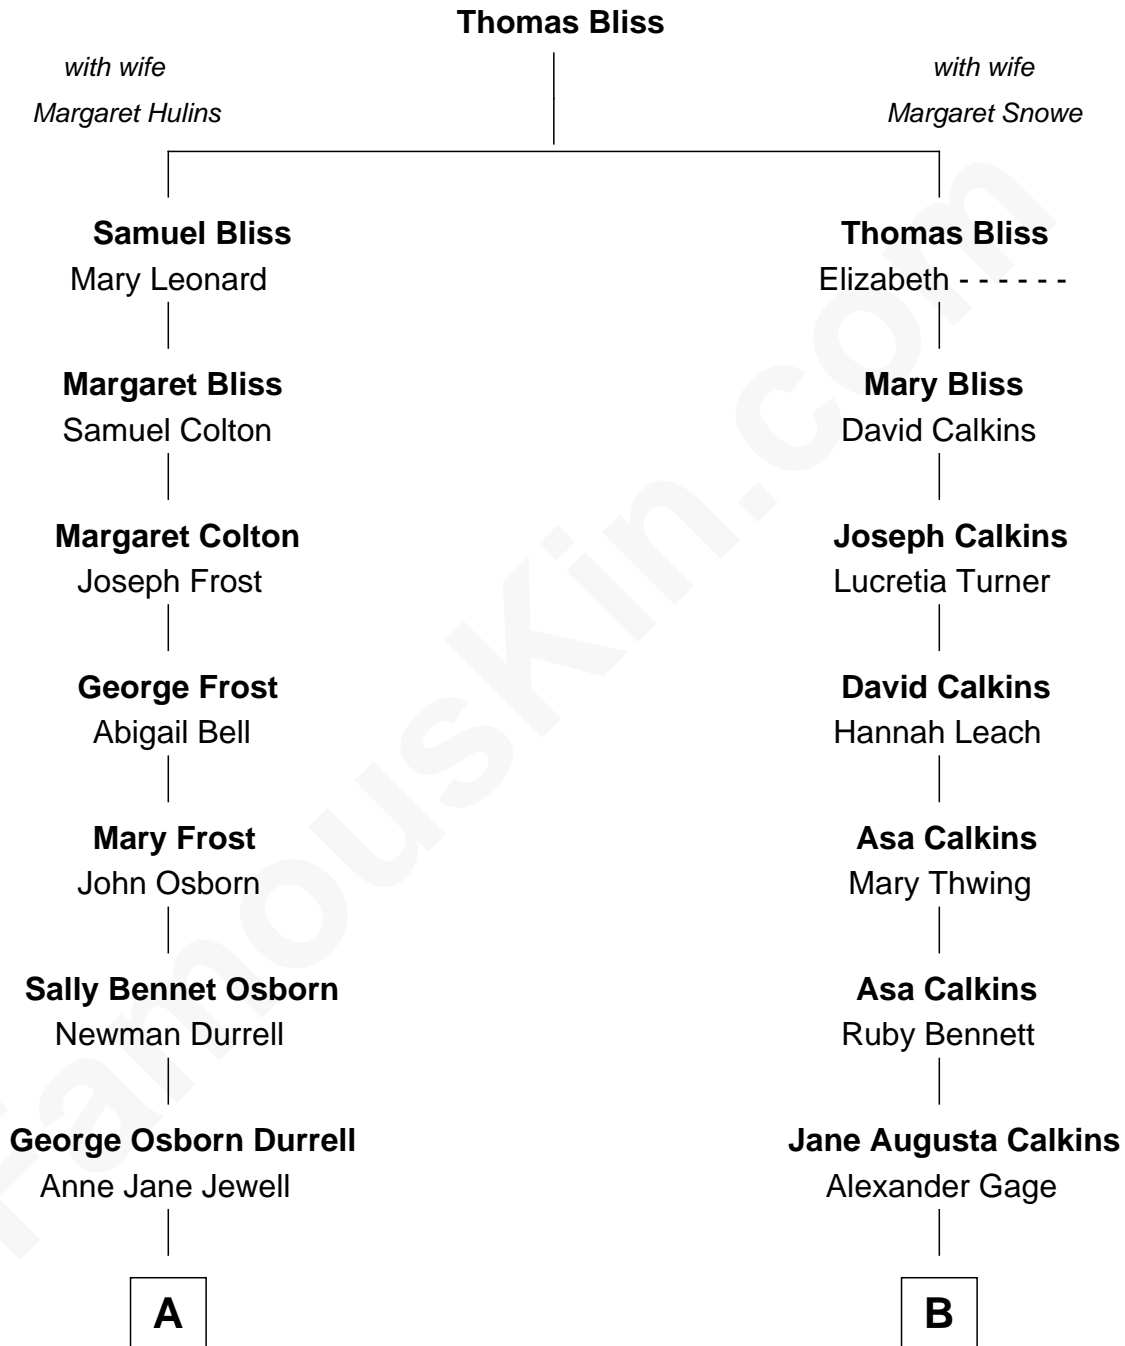 Thomas Bliss
with wife
Margaret Hulins
with wife
Margaret Snowe
Samuel Bliss
Mary Leonard
Thomas Bliss
Elizabeth - - - - - -
Margaret Bliss
Samuel Colton
Mary Bliss
David Calkins
Margaret Colton
Joseph Frost
Joseph Calkins
Lucretia Turner
George Frost
Abigail Bell
David Calkins
Hannah Leach
Mary Frost
John Osborn
Asa Calkins
Mary Thwing
Sally Bennet Osborn
Newman Durrell
Asa Calkins
Ruby Bennett
George Osborn Durrell
Anne Jane Jewell
Jane Augusta Calkins
Alexander Gage
A
B
FamousKin.com